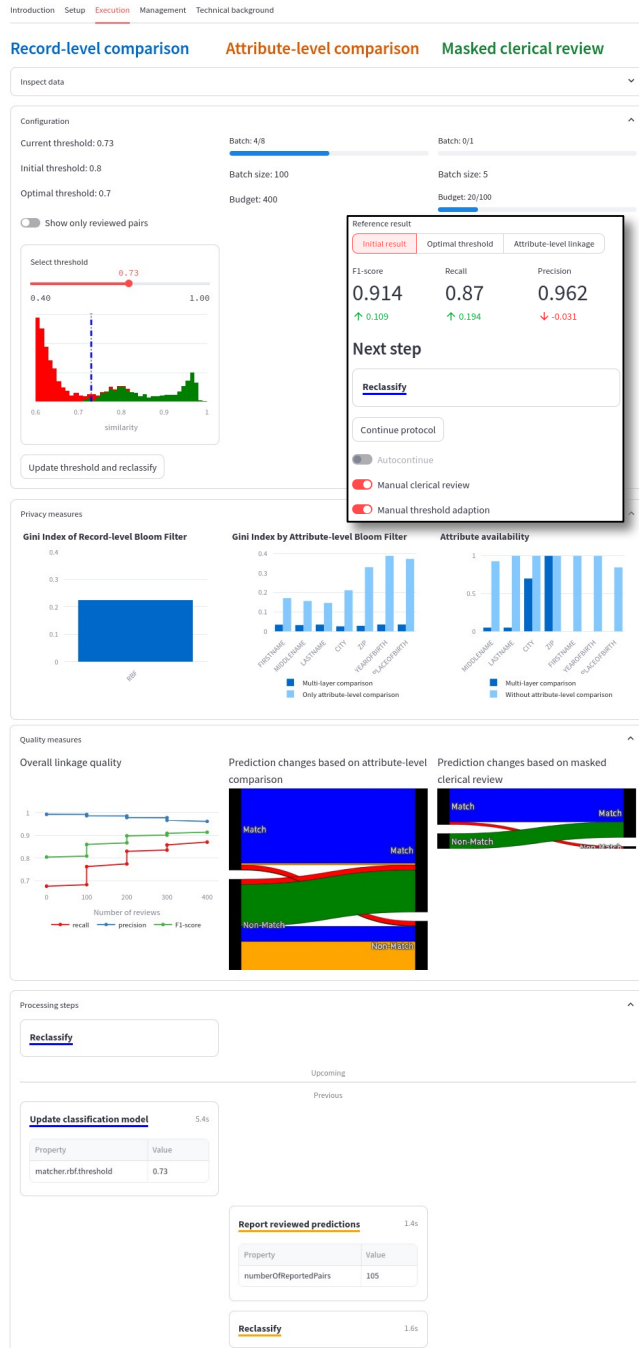 Introduction Setup Execution Management Technical background
Record-level comparison
Attribute-level comparison
Masked clerical review
Inspect data
Configuration
Current threshold: 0.73
Initial threshold: 0.8
Optimal threshold: 0.7
Show only reviewed pairs
Select threshold
0.73
0.40 1.00
0.6 0.7 0.8 0.9 1
similarity
Update threshold and reclassify
Batch: 4/8
Batch size: 100
Budget: 400
Batch: 0/1
Batch size: 5
Budget: 20/100
Reference result
Initial result Optimal threshold Attribute-level linkage
F1-score Recall Precision
0.914 0.87 0.962
↑ 0.109 ↑ 0.194 ↓ -0.031
Next step
Reclassify
Continue protocol
Autocontinue
Manual clerical review
Manual threshold adaption
Privacy measures
Gini Index of Record-level Bloom Filter
0.4
0.3
0.2
0.1
0
RBF
Gini Index by Attribute-level Bloom Filter
0.4
0.3
0.2
0.1
0
FIRSTNAME MIDDLENAME LASTNAME CITY ZIP YEAROFBIRTH PLACEOFBIRTH
Multi-layer comparison
Only attribute-level comparison
Attribute availability
1
0.5
0
MIDDLENAME LASTNAME CITY ZIP FIRSTNAME YEAROFBIRTH PLACEOFBIRTH
Multi-layer comparison
Without attribute-level comparison
Quality measures
Overall linkage quality
1
0.9
0.8
0.7
0 100 200 300 400
Number of reviews
recall precision F1-score
Prediction changes based on attribute-level
comparison
Match
Match
Non-Match
Non-Match
Prediction changes based on masked
clerical review
Match
Match
Non-Match
Non-Match
Processing steps
Reclassify
Upcoming
Previous
Update classification model 5.4s
Property Value
matcher.rbf.threshold 0.73
Report reviewed predictions 1.4s
Property Value
numberOfReportedPairs 105
Reclassify 1.6s